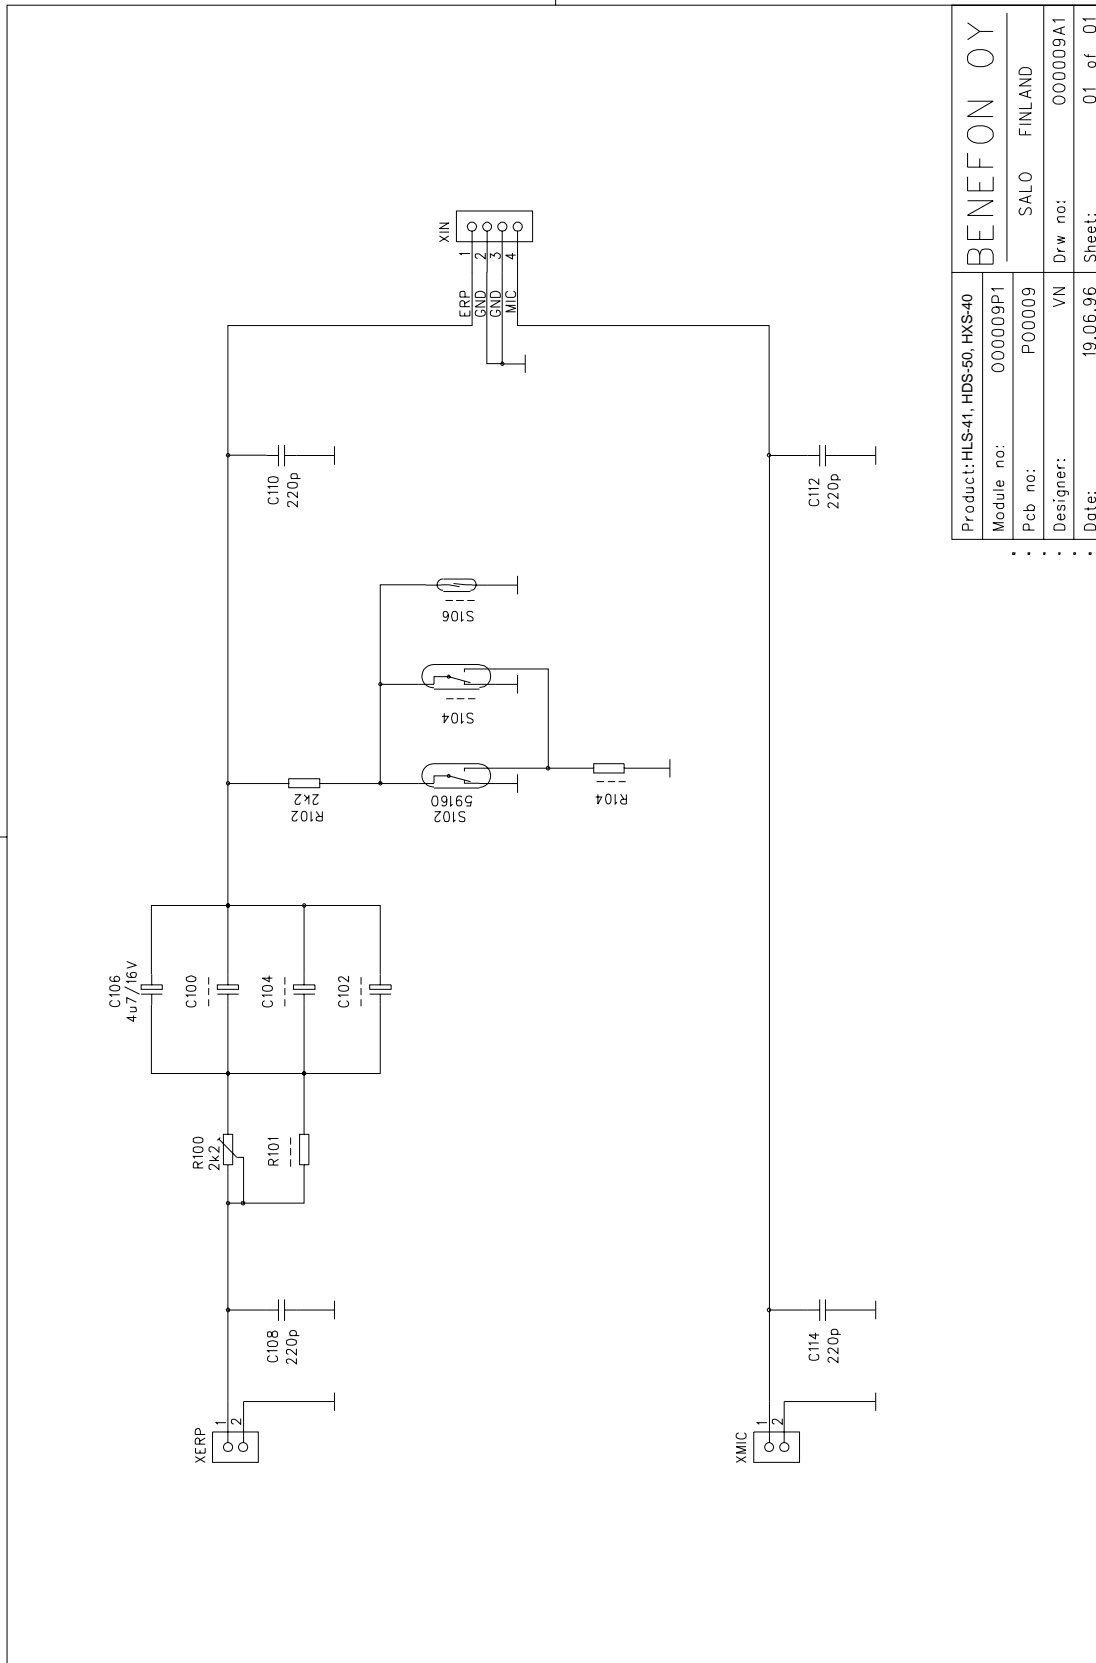 XIN
1
2
3
4
ERP
GND
GND
MIC
C110
220p
C112
220p
S106
---
S104
---
S102
59160
R102
2k2
R104
----
C106
4u7/16V
C100
----
C104
----
C102
----
R100
2k2
R101
----
C108
220p
C114
220p
XERP
1
2
XMIC
1
2
Product: HLS-41, HDS-50, HXS-40
BENEFON OY
Module no: 000009P1
SALO FINLAND
Pcb no: P00009
Designer: VN
Drw no: 000009A1
Date: 19.06.96
Sheet: 01 of 01